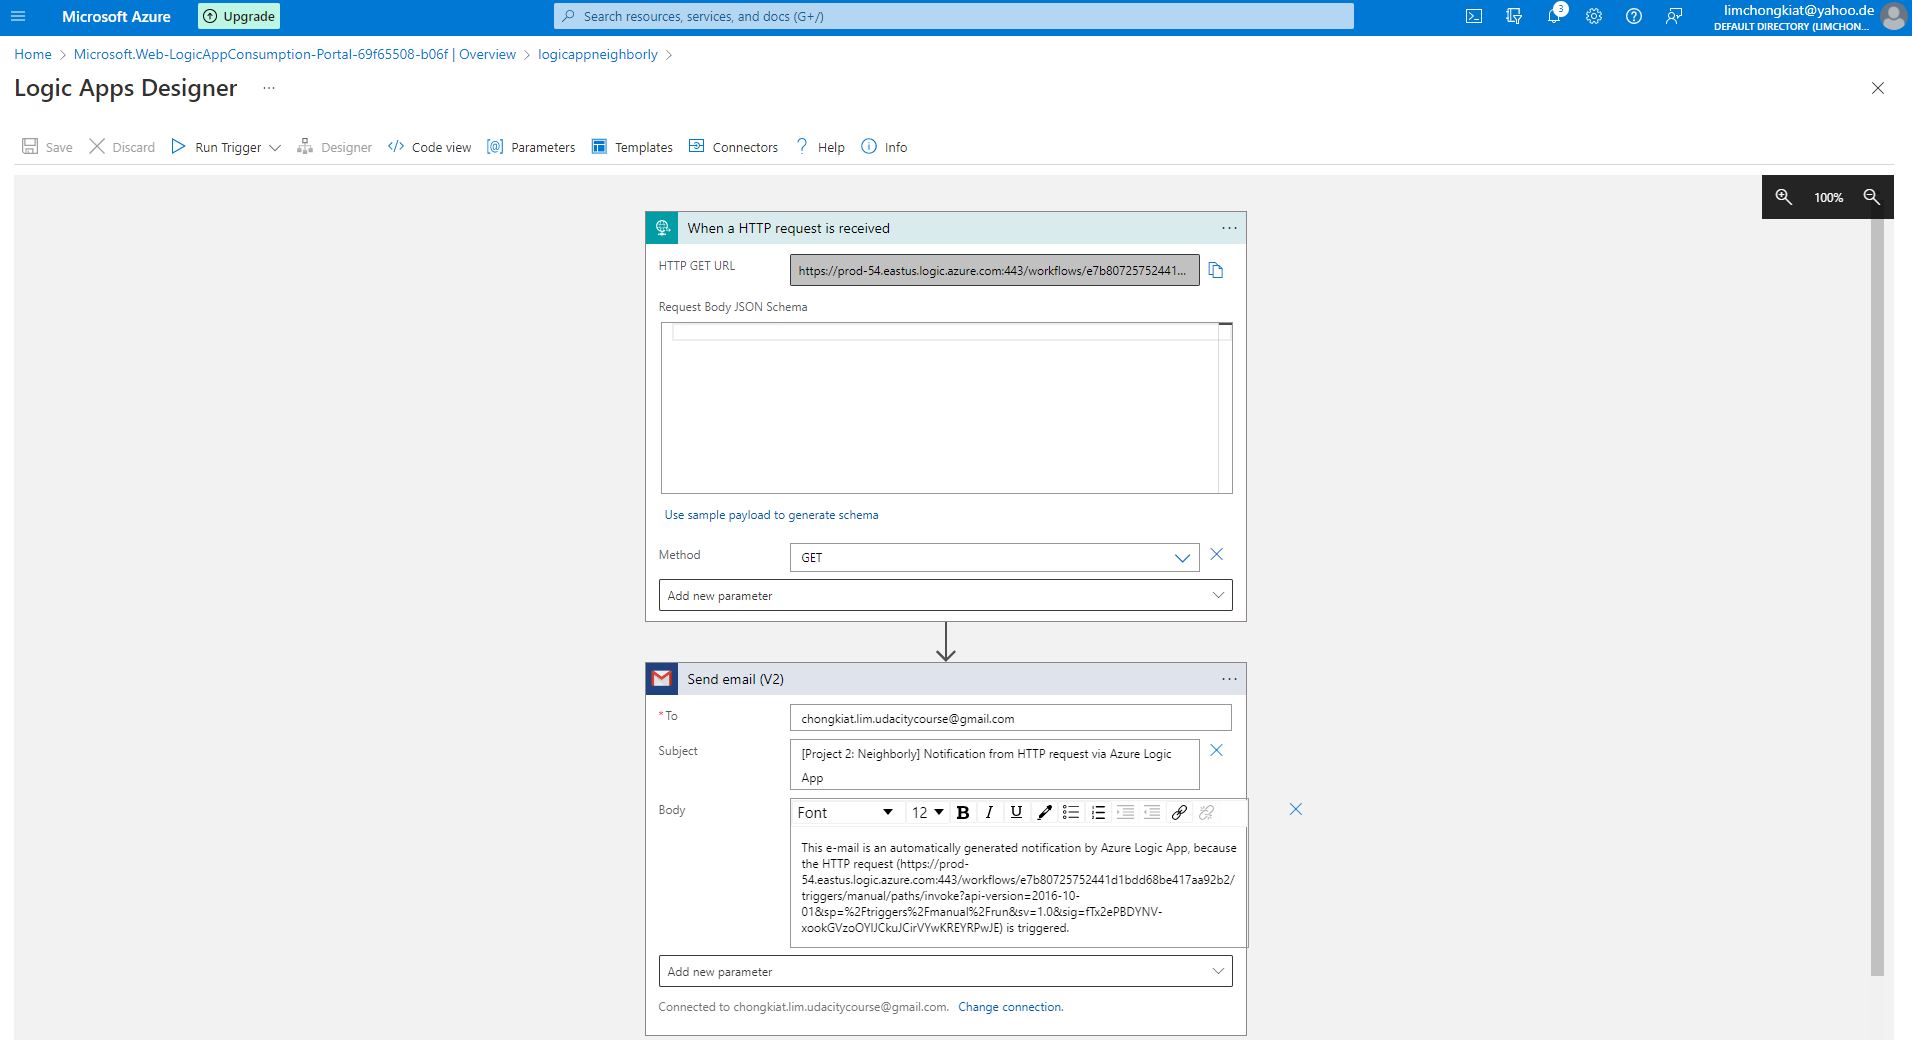 Microsoft Azure
Upgrade
Search resources, services, and docs (G+/)
3
limchongkiat@yahoo.de
DEFAULT DIRECTORY (LIMCHON...
Home > Microsoft.Web-LogicAppConsumption-Portal-69f65508-b06f | Overview > logicappneighborly >
Logic Apps Designer ...
Save Discard Run Trigger Designer </> Code view [@] Parameters Templates Connectors ? Help Info
100%
When a HTTP request is received ...
HTTP GET URL
https://prod-54.eastus.logic.azure.com:443/workflows/e7b80725752441...
Request Body JSON Schema
Use sample payload to generate schema
Method
GET
Add new parameter
Send email (V2) ...
* To
chongkiat.lim.udacitycourse@gmail.com
Subject
[Project 2: Neighborly] Notification from HTTP request via Azure Logic
App
Body
Font 12 B I U
This e-mail is an automatically generated notification by Azure Logic App, because
the HTTP request (https://prod-
54.eastus.logic.azure.com:443/workflows/e7b80725752441d1bdd68be417aa92b2/
triggers/manual/paths/invoke?api-version=2016-10-
01&sp=%2Ftriggers%2Fmanual%2Frun&sv=1.0&sig=fTx2ePBDYNV-
xookGVzoOYIJCkuJCirVYwKREYRPwJE) is triggered.
Add new parameter
Connected to chongkiat.lim.udacitycourse@gmail.com. Change connection.